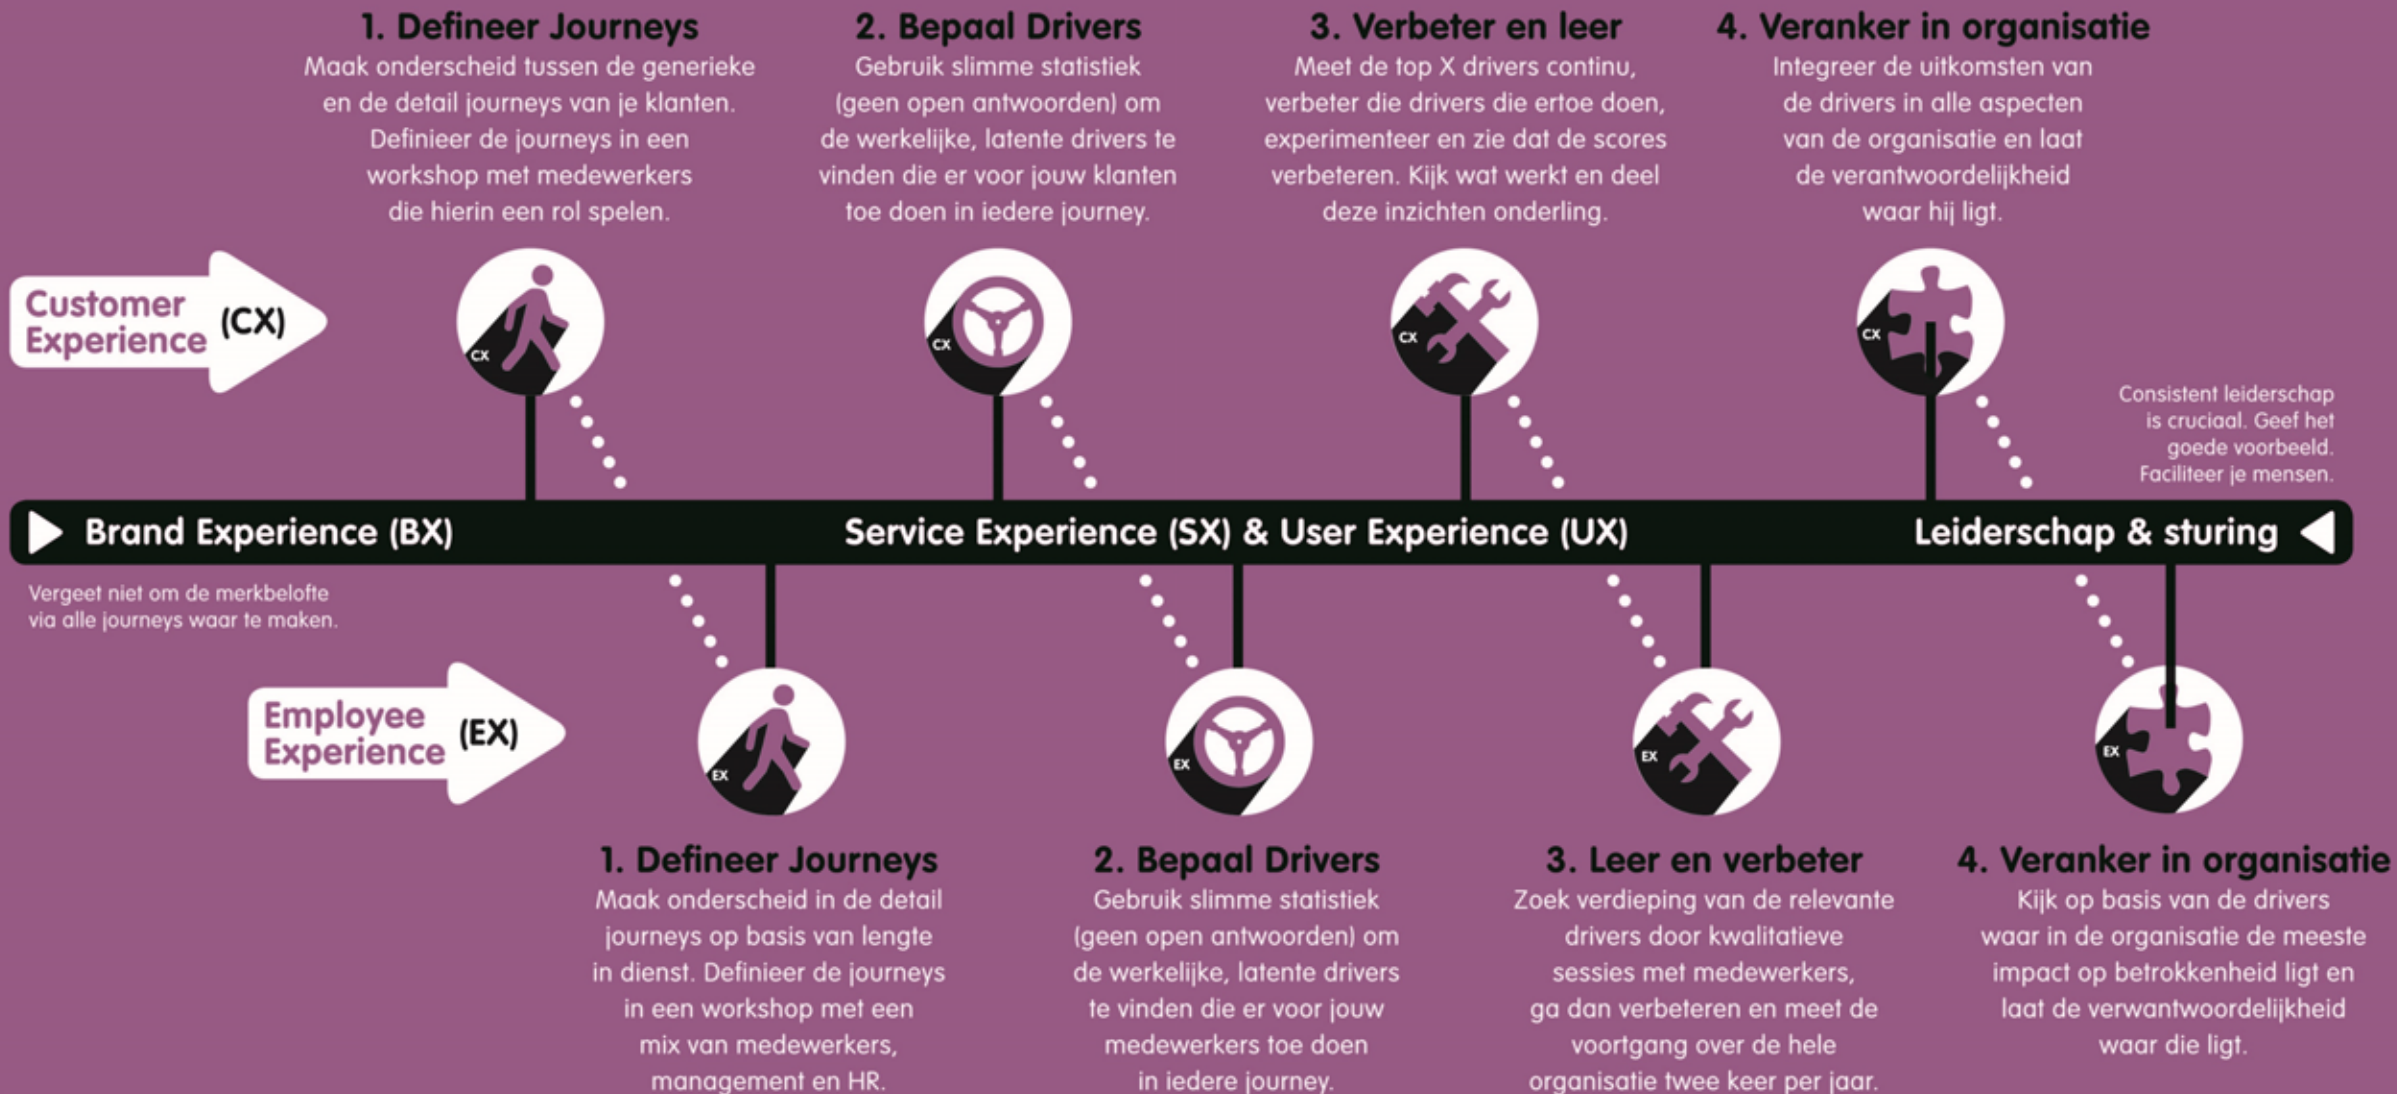 1. Defineer Journeys
Maak onderscheid tussen de generieke
en de detail journeys van je klanten.
Definieer de journeys in een
workshop met medewerkers
die hierin een rol spelen.
2. Bepaal Drivers
Gebruik slimme statistiek
(geen open antwoorden) om
de werkelijke, latente drivers te
vinden die er voor jouw klanten
toe doen in iedere journey.
3. Verbeter en leer
Meet de top X drivers continu,
verbeter die drivers die ertoe doen,
experimenteer en zie dat de scores
verbeteren. Kijk wat werkt en deel
deze inzichten onderling.
4. Veranker in organisatie
Integreer de uitkomsten van
de drivers in alle aspecten
van de organisatie en laat
de verantwoordelijkheid
waar hij ligt.
Customer
Experience
(CX)
CX
CX
CX
CX
Consistent leiderschap
is cruciaal. Geef het
goede voorbeeld.
Faciliteer je mensen.
Brand Experience (BX)
Service Experience (SX) & User Experience (UX)
Leiderschap & sturing
Vergeet niet om de merkbelofte
via alle journeys waar te maken.
Employee
Experience
(EX)
EX
EX
EX
EX
1. Defineer Journeys
Maak onderscheid in de detail
journeys op basis van lengte
in dienst. Definieer de journeys
in een workshop met een
mix van medewerkers,
management en HR.
2. Bepaal Drivers
Gebruik slimme statistiek
(geen open antwoorden) om
de werkelijke, latente drivers
te vinden die er voor jouw
medewerkers toe doen
in iedere journey.
3. Leer en verbeter
Zoek verdieping van de relevante
drivers door kwalitatieve
sessies met medewerkers,
ga dan verbeteren en meet de
voortgang over de hele
organisatie twee keer per jaar.
4. Veranker in organisatie
Kijk op basis van de drivers
waar in de organisatie de meeste
impact op betrokkenheid ligt en
laat de verwantwoordelijkheid
waar die ligt.